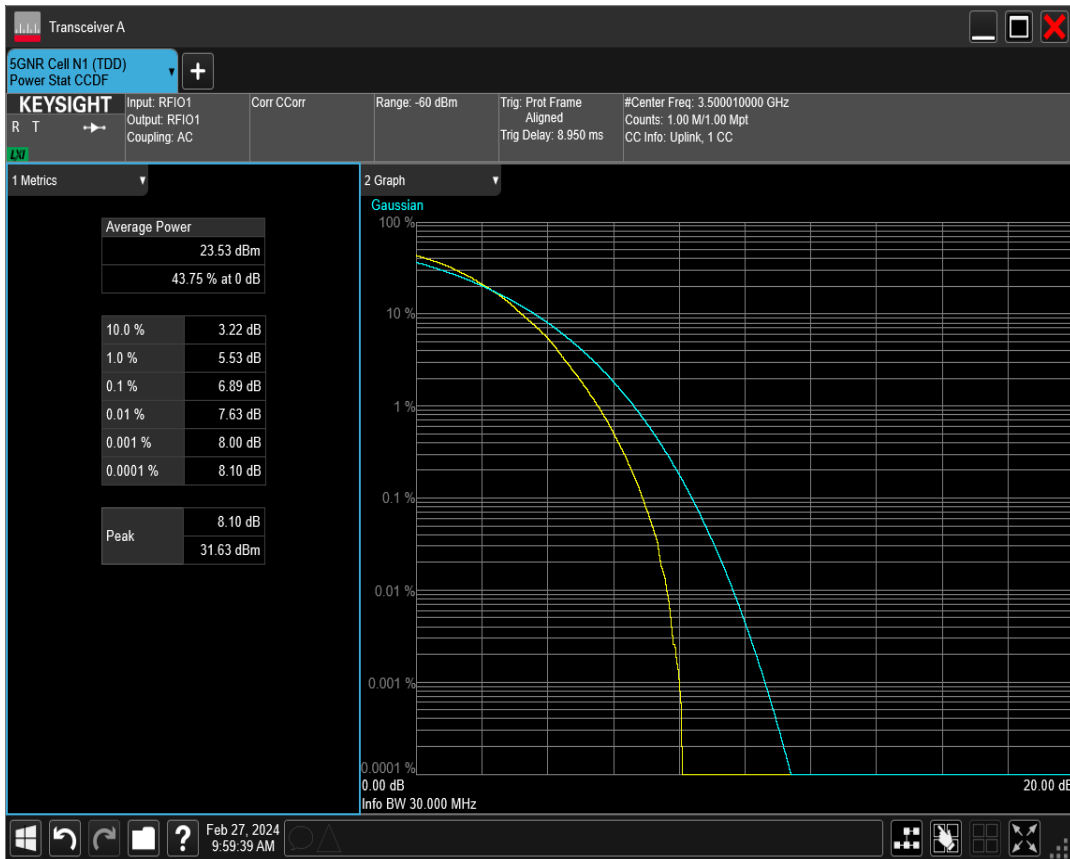 Transceiver A
5GNR Cell N1 (TDD)
Power Stat CCDF
+
KEYSIGHT
R T
LXI
Input: RFIO1
Output: RFIO1
Coupling: AC
Corr CCorr
Range: -60 dBm
Trig: Prot Frame
Aligned
Trig Delay: 8.950 ms
#Center Freq: 3.500010000 GHz
Counts: 1.00 M/1.00 Mpt
CC Info: Uplink, 1 CC
1 Metrics
Average Power
23.53 dBm
43.75 % at 0 dB
10.0 % 3.22 dB
1.0 % 5.53 dB
0.1 % 6.89 dB
0.01 % 7.63 dB
0.001 % 8.00 dB
0.0001 % 8.10 dB
Peak
8.10 dB
31.63 dBm
2 Graph
Gaussian
100 %
10 %
1 %
0.1 %
0.01 %
0.001 %
0.0001 %
0.00 dB 20.00 dB
Info BW 30.000 MHz
?
Feb 27, 2024
9:59:39 AM